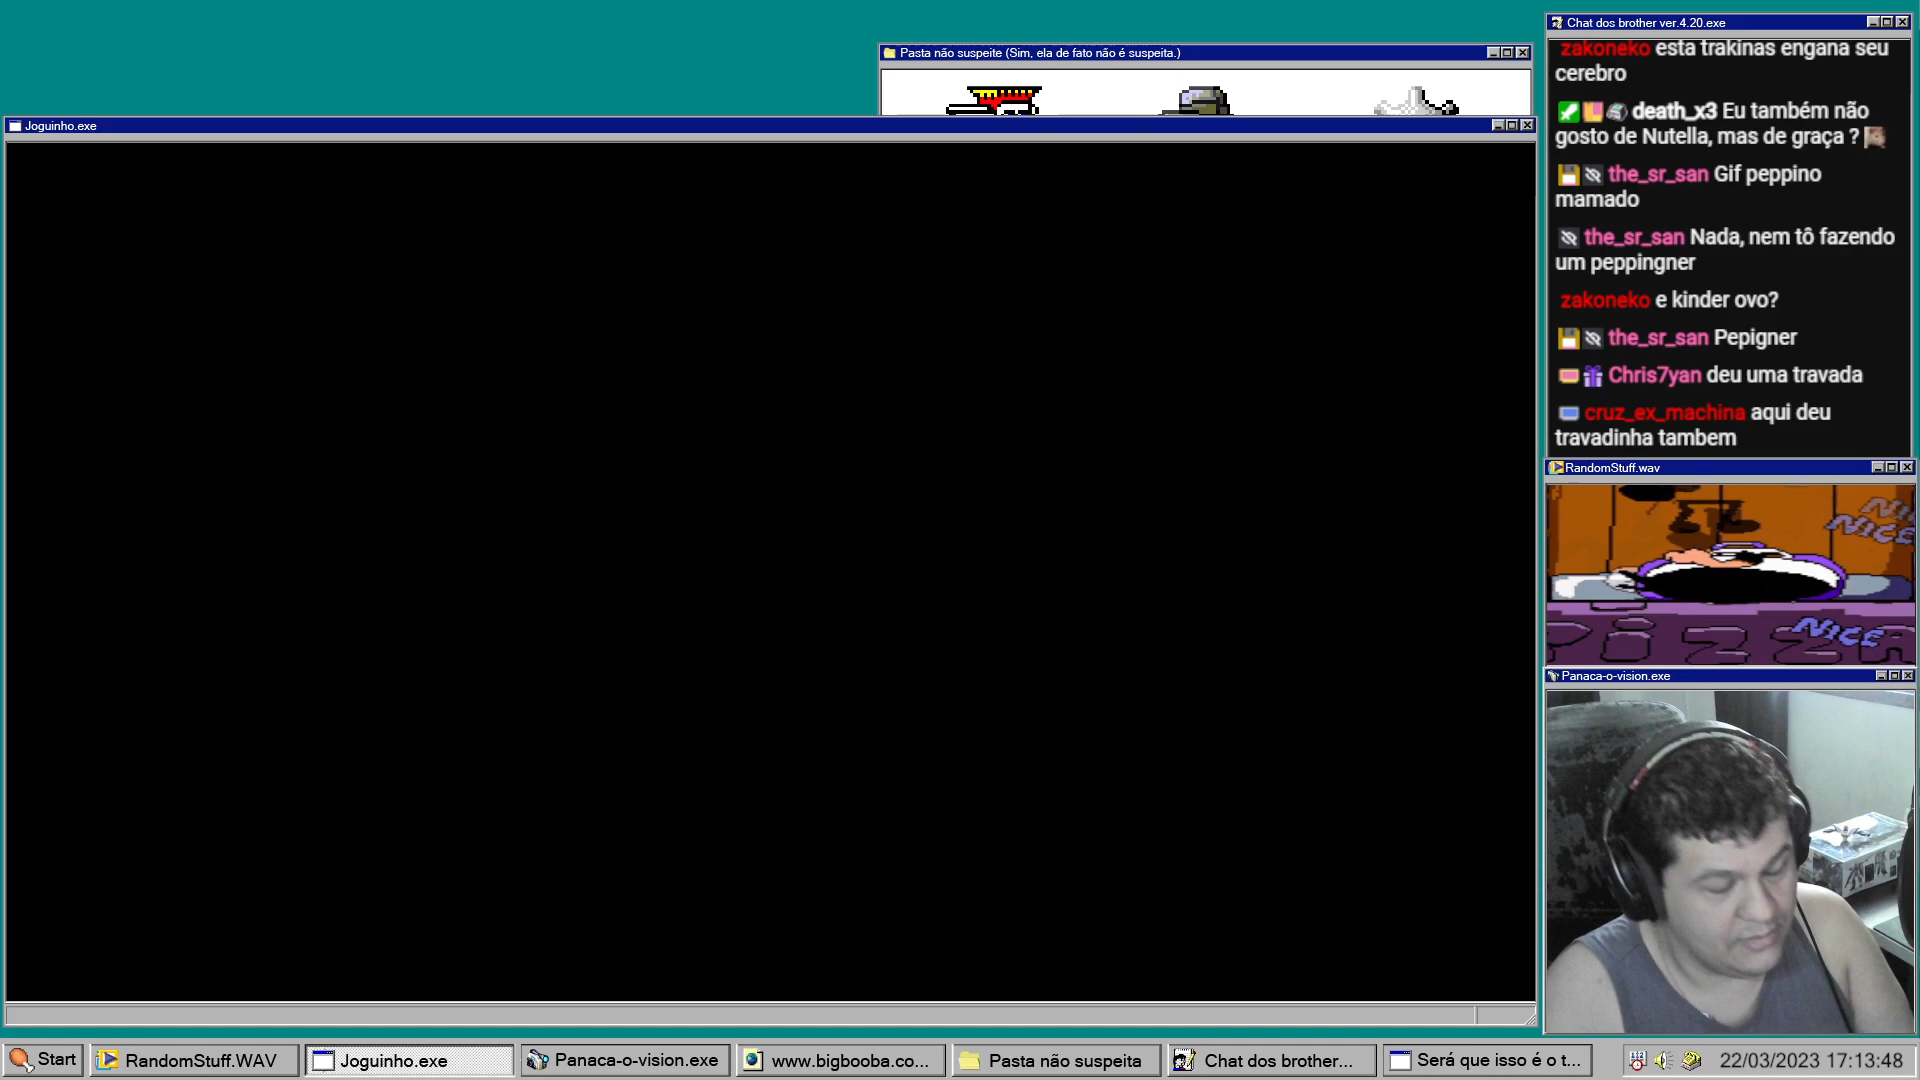 Chat dos brother ver.4.20.exe
zakoneko esta trakinas engana seu
cerebro
death_x3 Eu também não
gosto de Nutella, mas de graça ?
the_sr_san Gif peppino
mamado
the_sr_san Nada, nem tô fazendo
um peppingner
zakoneko e kinder ovo?
the_sr_san Pepigner
Chris7yan deu uma travada
cruz_ex_machina aqui deu
travadinha tambem
Pasta não suspeite (Sim, ela de fato não é suspeita.)
Joguinho.exe
RandomStuff.wav
NICE
NICE
PIZZA
Panaca-o-vision.exe
Start
RandomStuff.WAV
Joguinho.exe
Panaca-o-vision.exe
www.bigbooba.co...
Pasta não suspeita
Chat dos brother...
Será que isso é o t...
22/03/2023 17:13:48